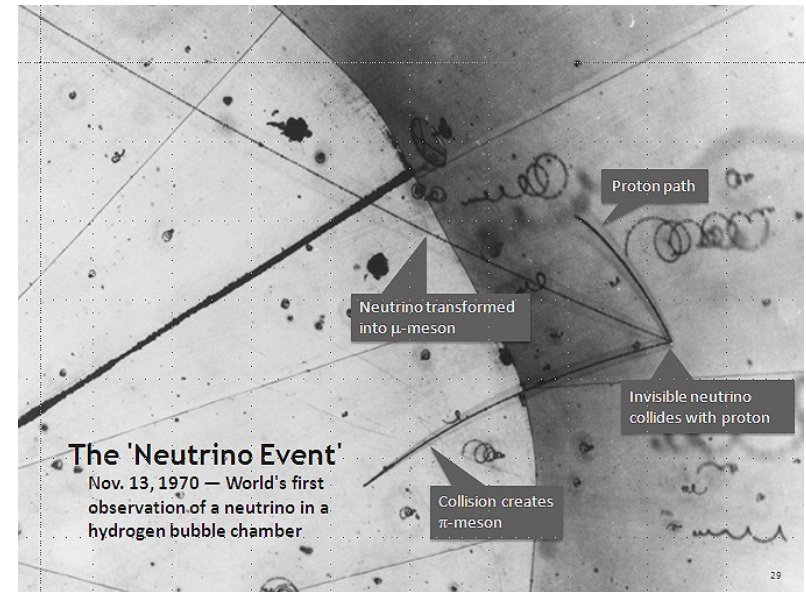 Proton path
Neutrino transformed
into μ-meson
Invisible neutrino
collides with proton
The 'Neutrino Event'
Nov. 13, 1970 — World's first
observation of a neutrino in a
hydrogen bubble chamber
Collision creates
π-meson
29